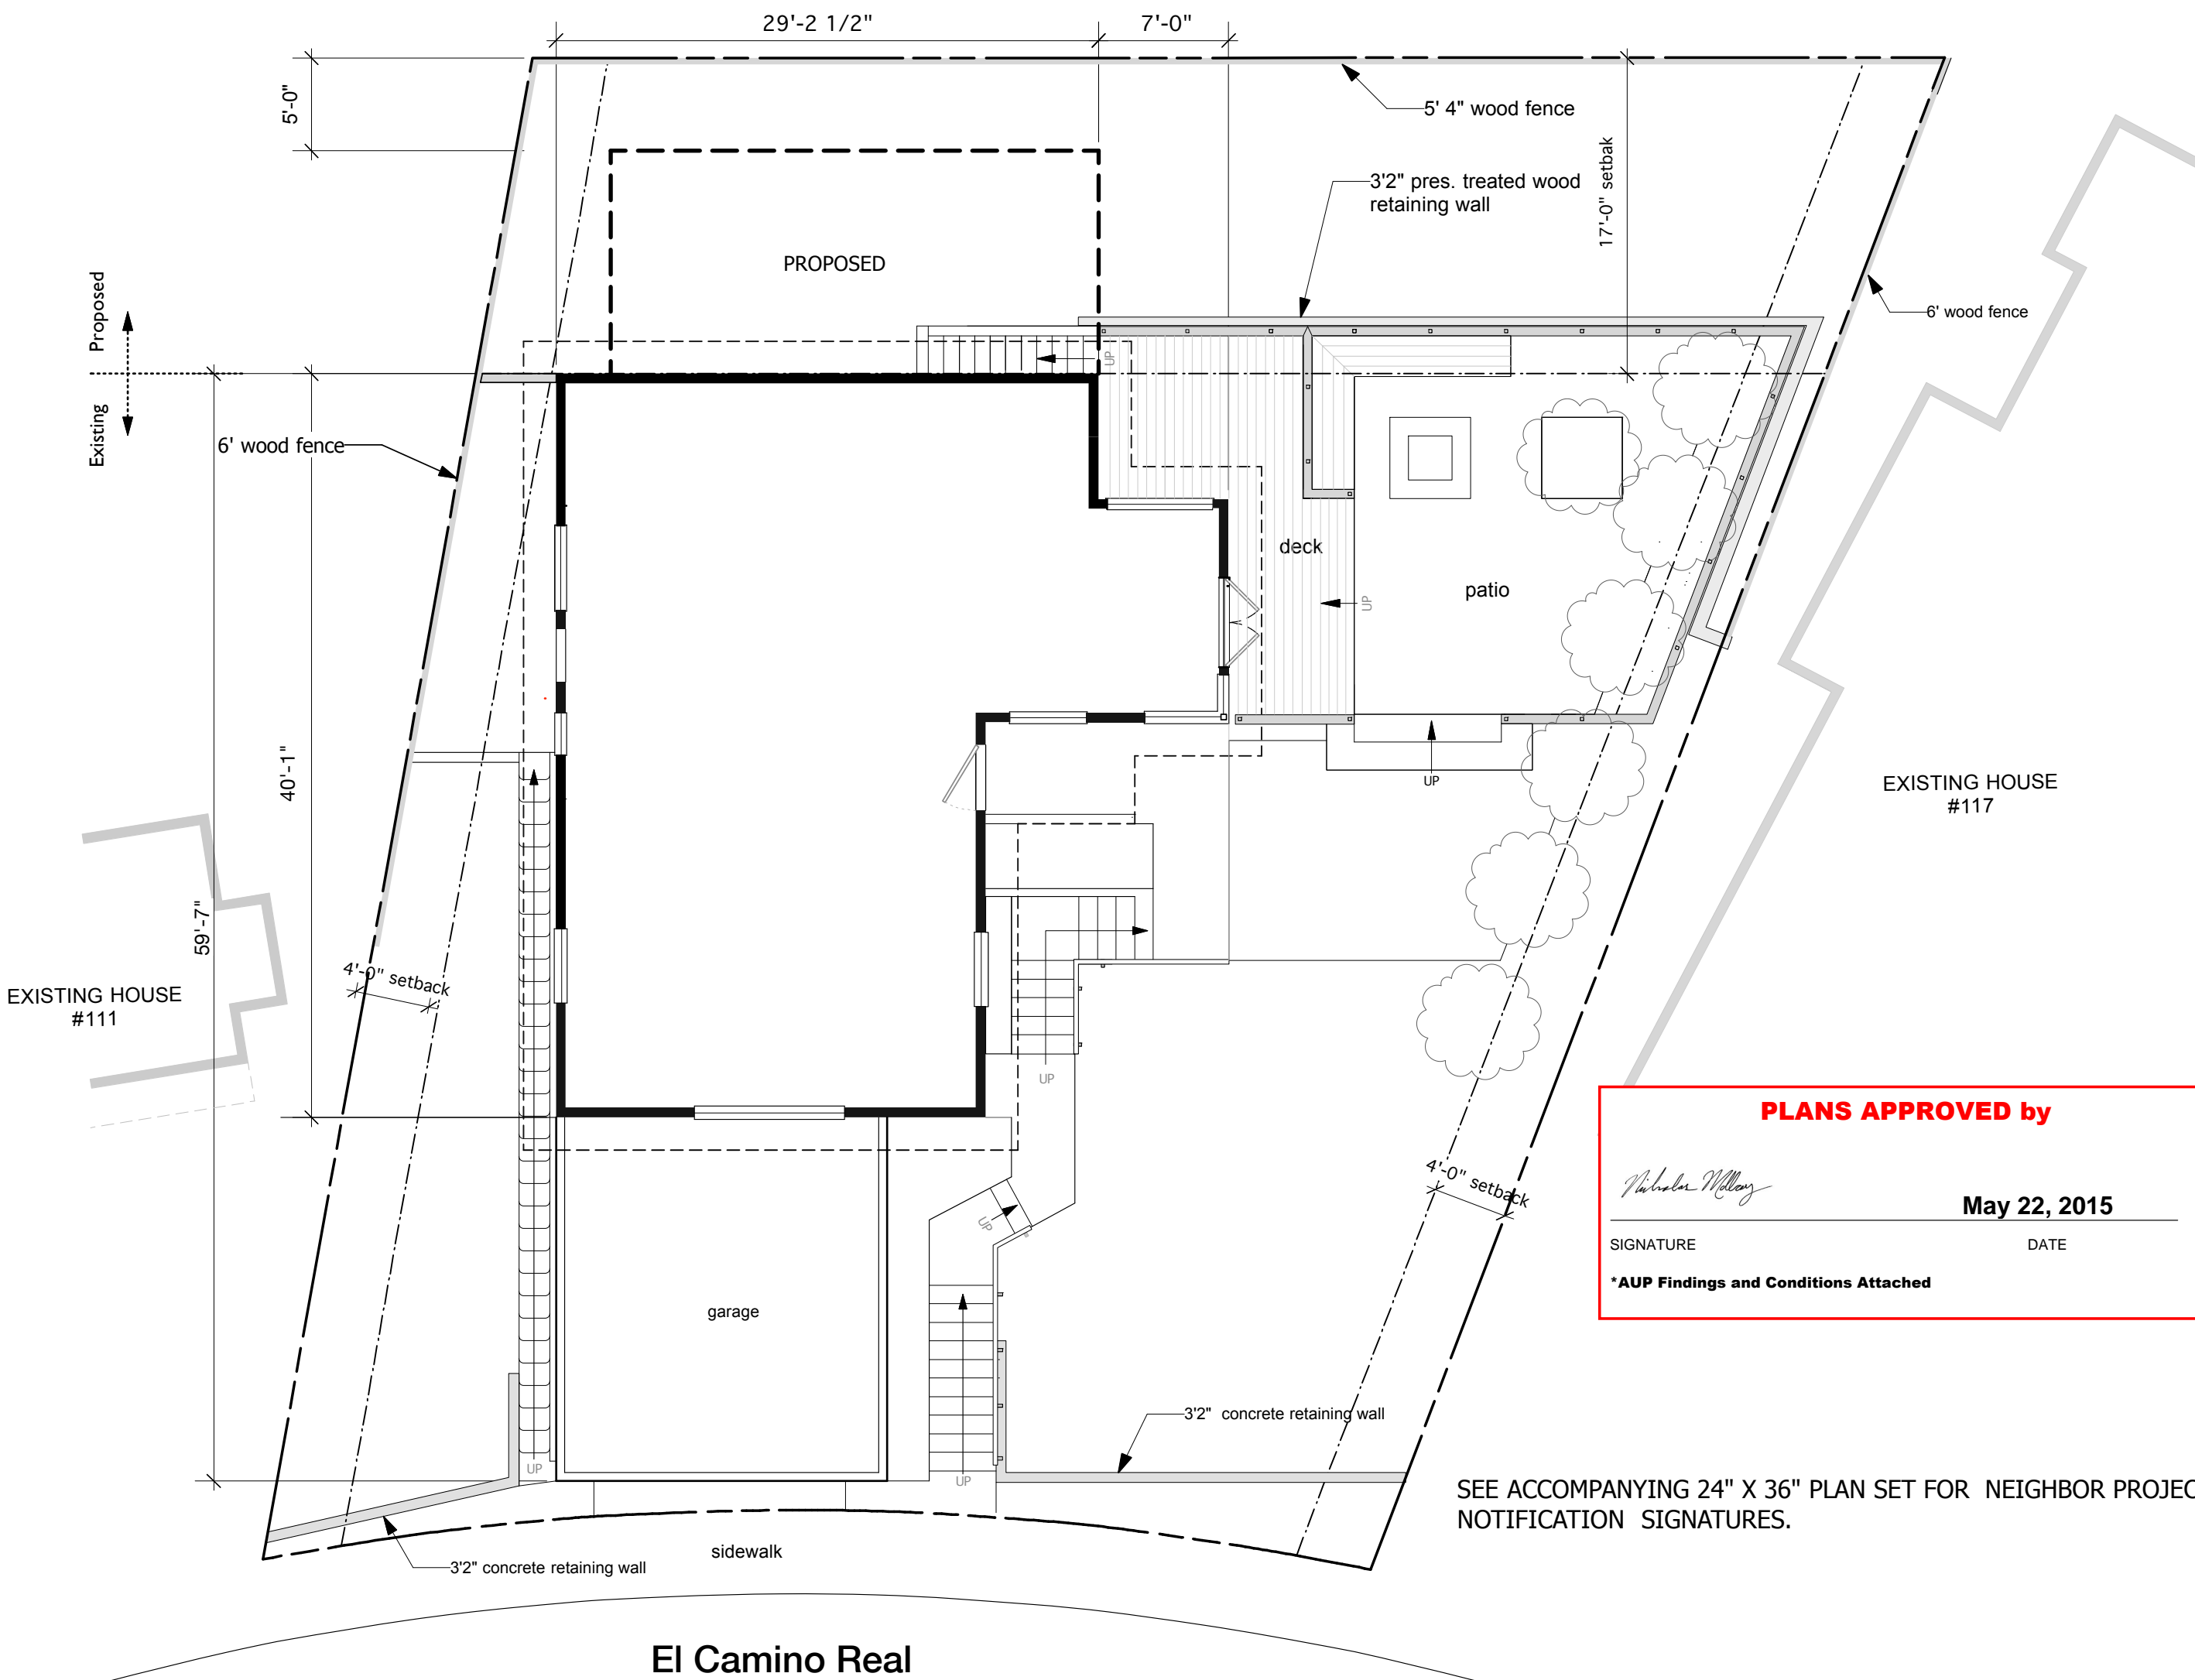 29'-2 1/2"
7'-0"
5'-0"
5' 4" wood fence
17'-0" setbak
3'2" pres. treated wood
retaining wall
PROPOSED
Proposed
Existing
6' wood fence
6' wood fence
UP
deck
patio
UP
UP
40'-1"
59'-7"
EXISTING HOUSE
#117
4'-0" setback
EXISTING HOUSE
#111
UP
PLANS APPROVED by
Nicholas
May 22, 2015
SIGNATURE
DATE
*AUP Findings and Conditions Attached
4'-0" setback
UP
garage
3'2" concrete retaining wall
UP
UP
SEE ACCOMPANYING 24" X 36" PLAN SET FOR NEIGHBOR PROJEC
NOTIFICATION SIGNATURES.
sidewalk
3'2" concrete retaining wall
El Camino Real